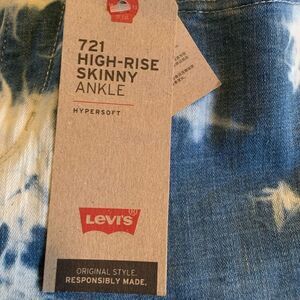 721
HIGH-RISE
SKINNY
ANKLE
HYPERSOFT
LEVI'S
ORIGINAL STYLE.
RESPONSIBLY MADE.